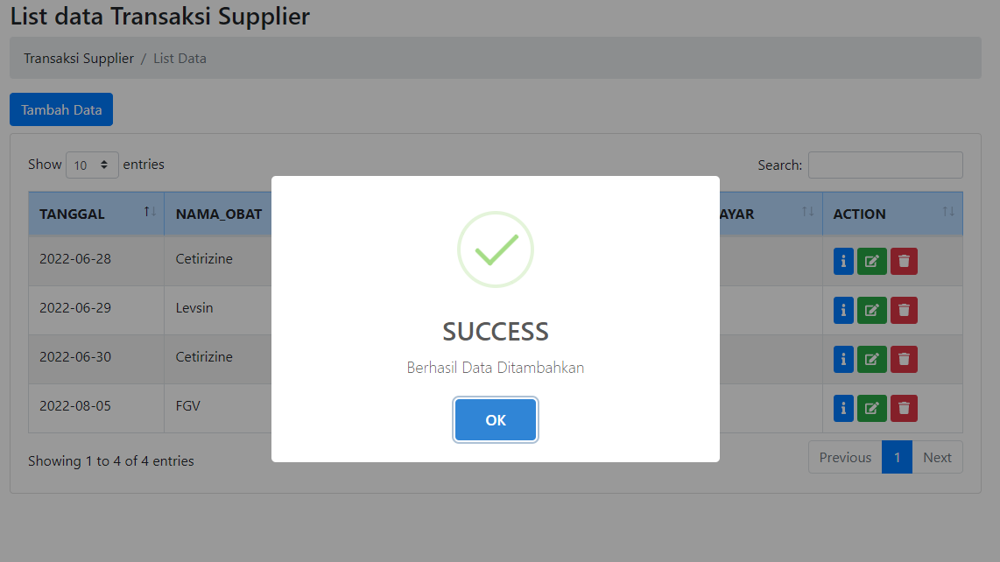 List data Transaksi Supplier
Transaksi Supplier / List Data
Tambah Data
Show 10 entries
Search:
TANGGAL NAMA_OBAT AYAR ACTION
2022-06-28 Cetirizine
2022-06-29 Levsin
2022-06-30 Cetirizine
2022-08-05 FGV
SUCCESS
Berhasil Data Ditambahkan
OK
Showing 1 to 4 of 4 entries
Previous 1 Next